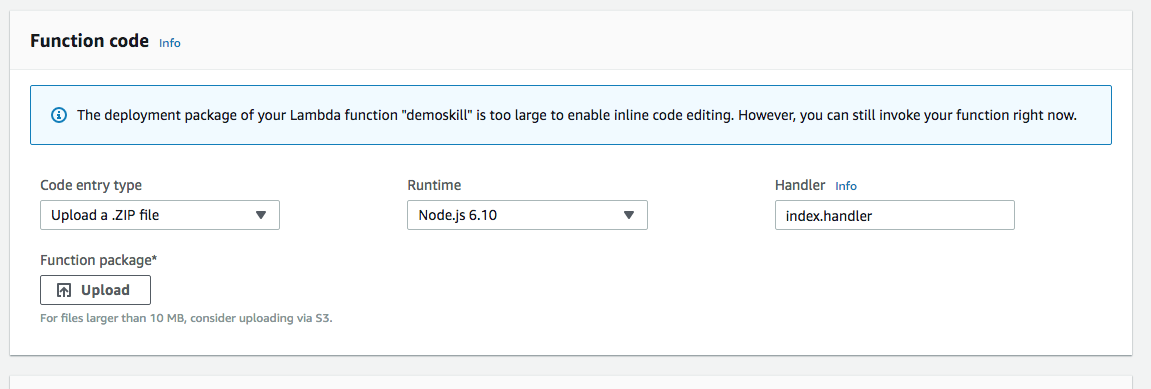 Function code Info
The deployment package of your Lambda function "demoskill" is too large to enable inline code editing. However, you can still invoke your function right now.
Code entry type
Runtime
Handler Info
Upload a .ZIP file
Node.js 6.10
index.handler
Function package*
Upload
For files larger than 10 MB, consider uploading via S3.